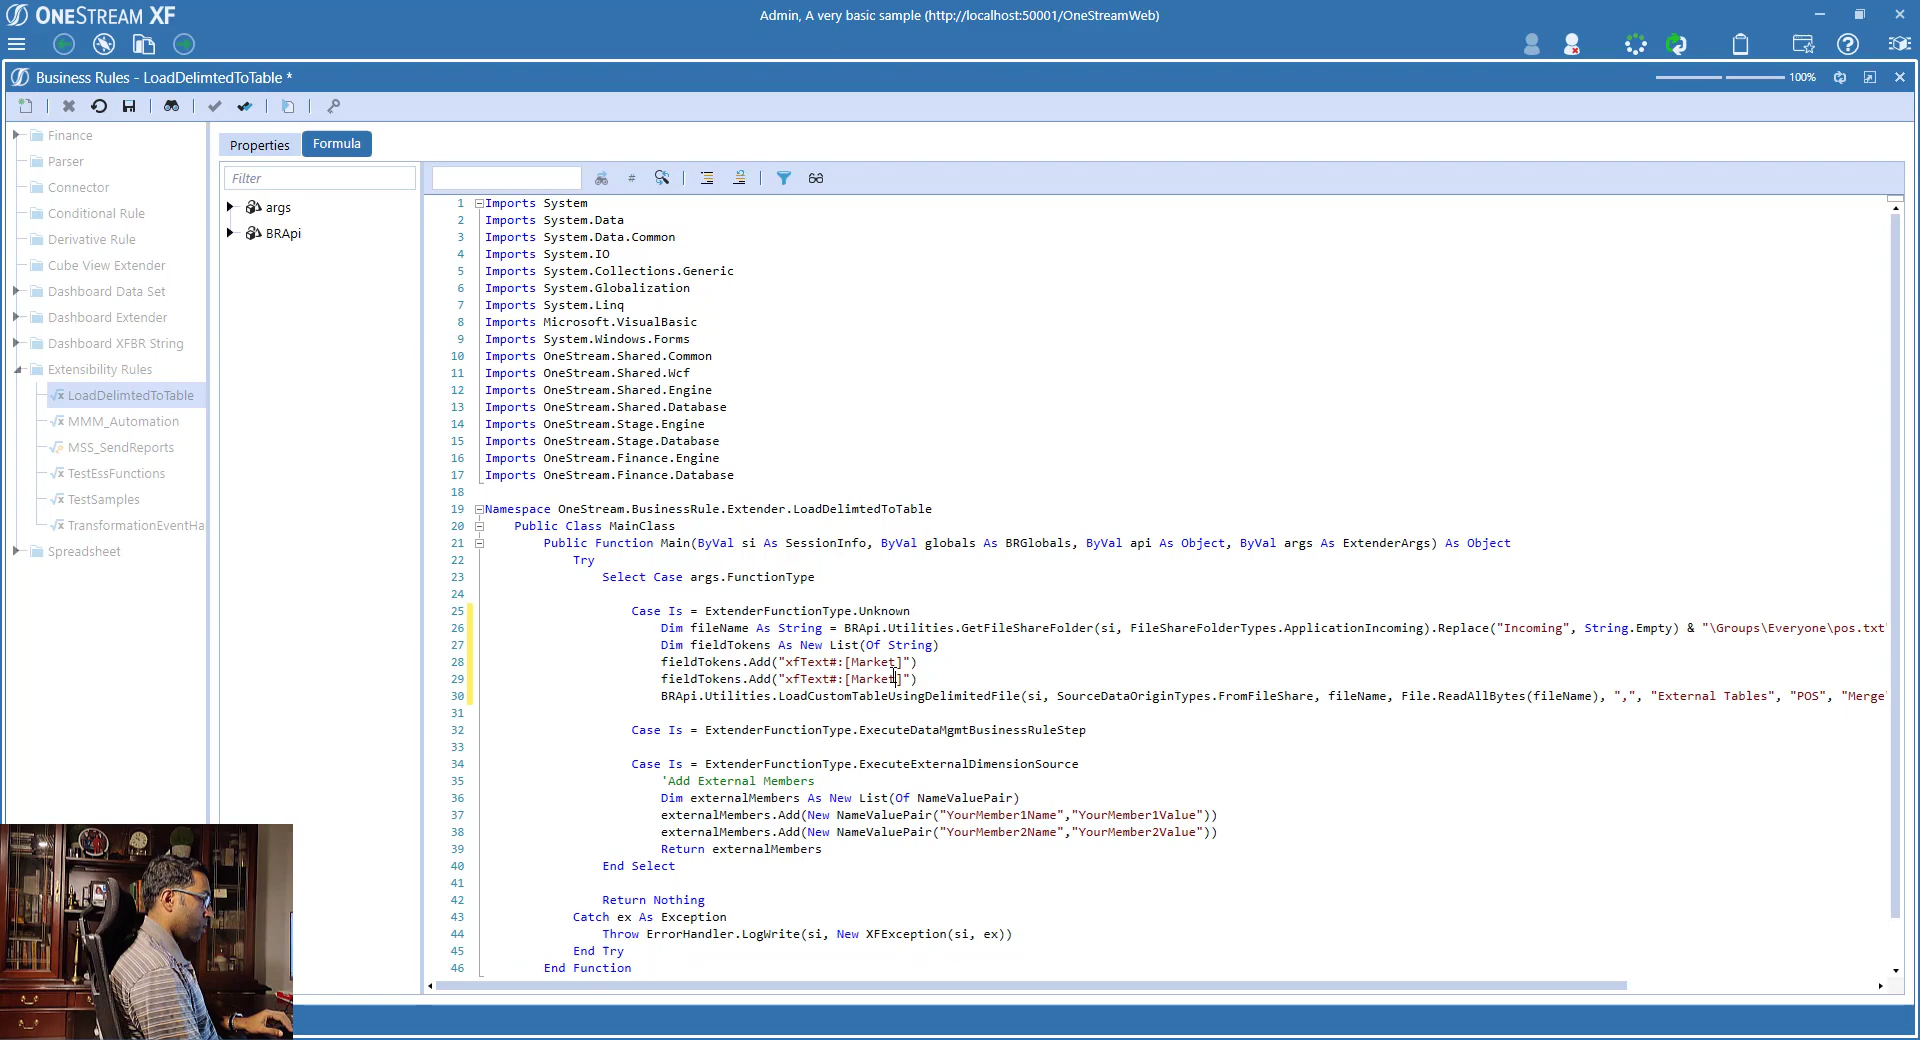 ONESTREAM XF
Admin, A very basic sample (http://localhost:50001/OneStreamWeb)
Business Rules - LoadDelimtedToTable *
100%
Finance
Parser
Connector
Conditional Rule
Derivative Rule
Cube View Extender
Dashboard Data Set
Dashboard Extender
Dashboard XFBR String
Extensibility Rules
LoadDelimtedToTable
MMM_Automation
MSS_SendReports
TestEssFunctions
TestSamples
TransformationEventHa
Spreadsheet
Properties
Formula
Filter
args
BRApi
#
1 Imports System
2 Imports System.Data
3 Imports System.Data.Common
4 Imports System.IO
5 Imports System.Collections.Generic
6 Imports System.Globalization
7 Imports System.Linq
8 Imports Microsoft.VisualBasic
9 Imports System.Windows.Forms
10 Imports OneStream.Shared.Common
11 Imports OneStream.Shared.Wcf
12 Imports OneStream.Shared.Engine
13 Imports OneStream.Shared.Database
14 Imports OneStream.Stage.Engine
15 Imports OneStream.Stage.Database
16 Imports OneStream.Finance.Engine
17 Imports OneStream.Finance.Database
18
19 Namespace OneStream.BusinessRule.Extender.LoadDelimtedToTable
20 Public Class MainClass
21 Public Function Main(ByVal si As SessionInfo, ByVal globals As BRGlobals, ByVal api As Object, ByVal args As ExtenderArgs) As Object
22 Try
23 Select Case args.FunctionType
24
25 Case Is = ExtenderFunctionType.Unknown
26 Dim fileName As String = BRApi.Utilities.GetFileShareFolder(si, FileShareFolderTypes.ApplicationIncoming).Replace("Incoming", String.Empty) & "\Groups\Everyone\pos.txt"
27 Dim fieldTokens As New List(Of String)
28 fieldTokens.Add("xfText#:[Market]")
29 fieldTokens.Add("xfText#:[Market]")
30 BRApi.Utilities.LoadCustomTableUsingDelimitedFile(si, SourceDataOriginTypes.FromFileShare, fileName, File.ReadAllBytes(fileName), ",", "External Tables", "POS", "Merge
31
32 Case Is = ExtenderFunctionType.ExecuteDataMgmtBusinessRuleStep
33
34 Case Is = ExtenderFunctionType.ExecuteExternalDimensionSource
35 'Add External Members
36 Dim externalMembers As New List(Of NameValuePair)
37 externalMembers.Add(New NameValuePair("YourMember1Name","YourMember1Value"))
38 externalMembers.Add(New NameValuePair("YourMember2Name","YourMember2Value"))
39 Return externalMembers
40 End Select
41
42 Return Nothing
43 Catch ex As Exception
44 Throw ErrorHandler.LogWrite(si, New XFException(si, ex))
45 End Try
46 End Function